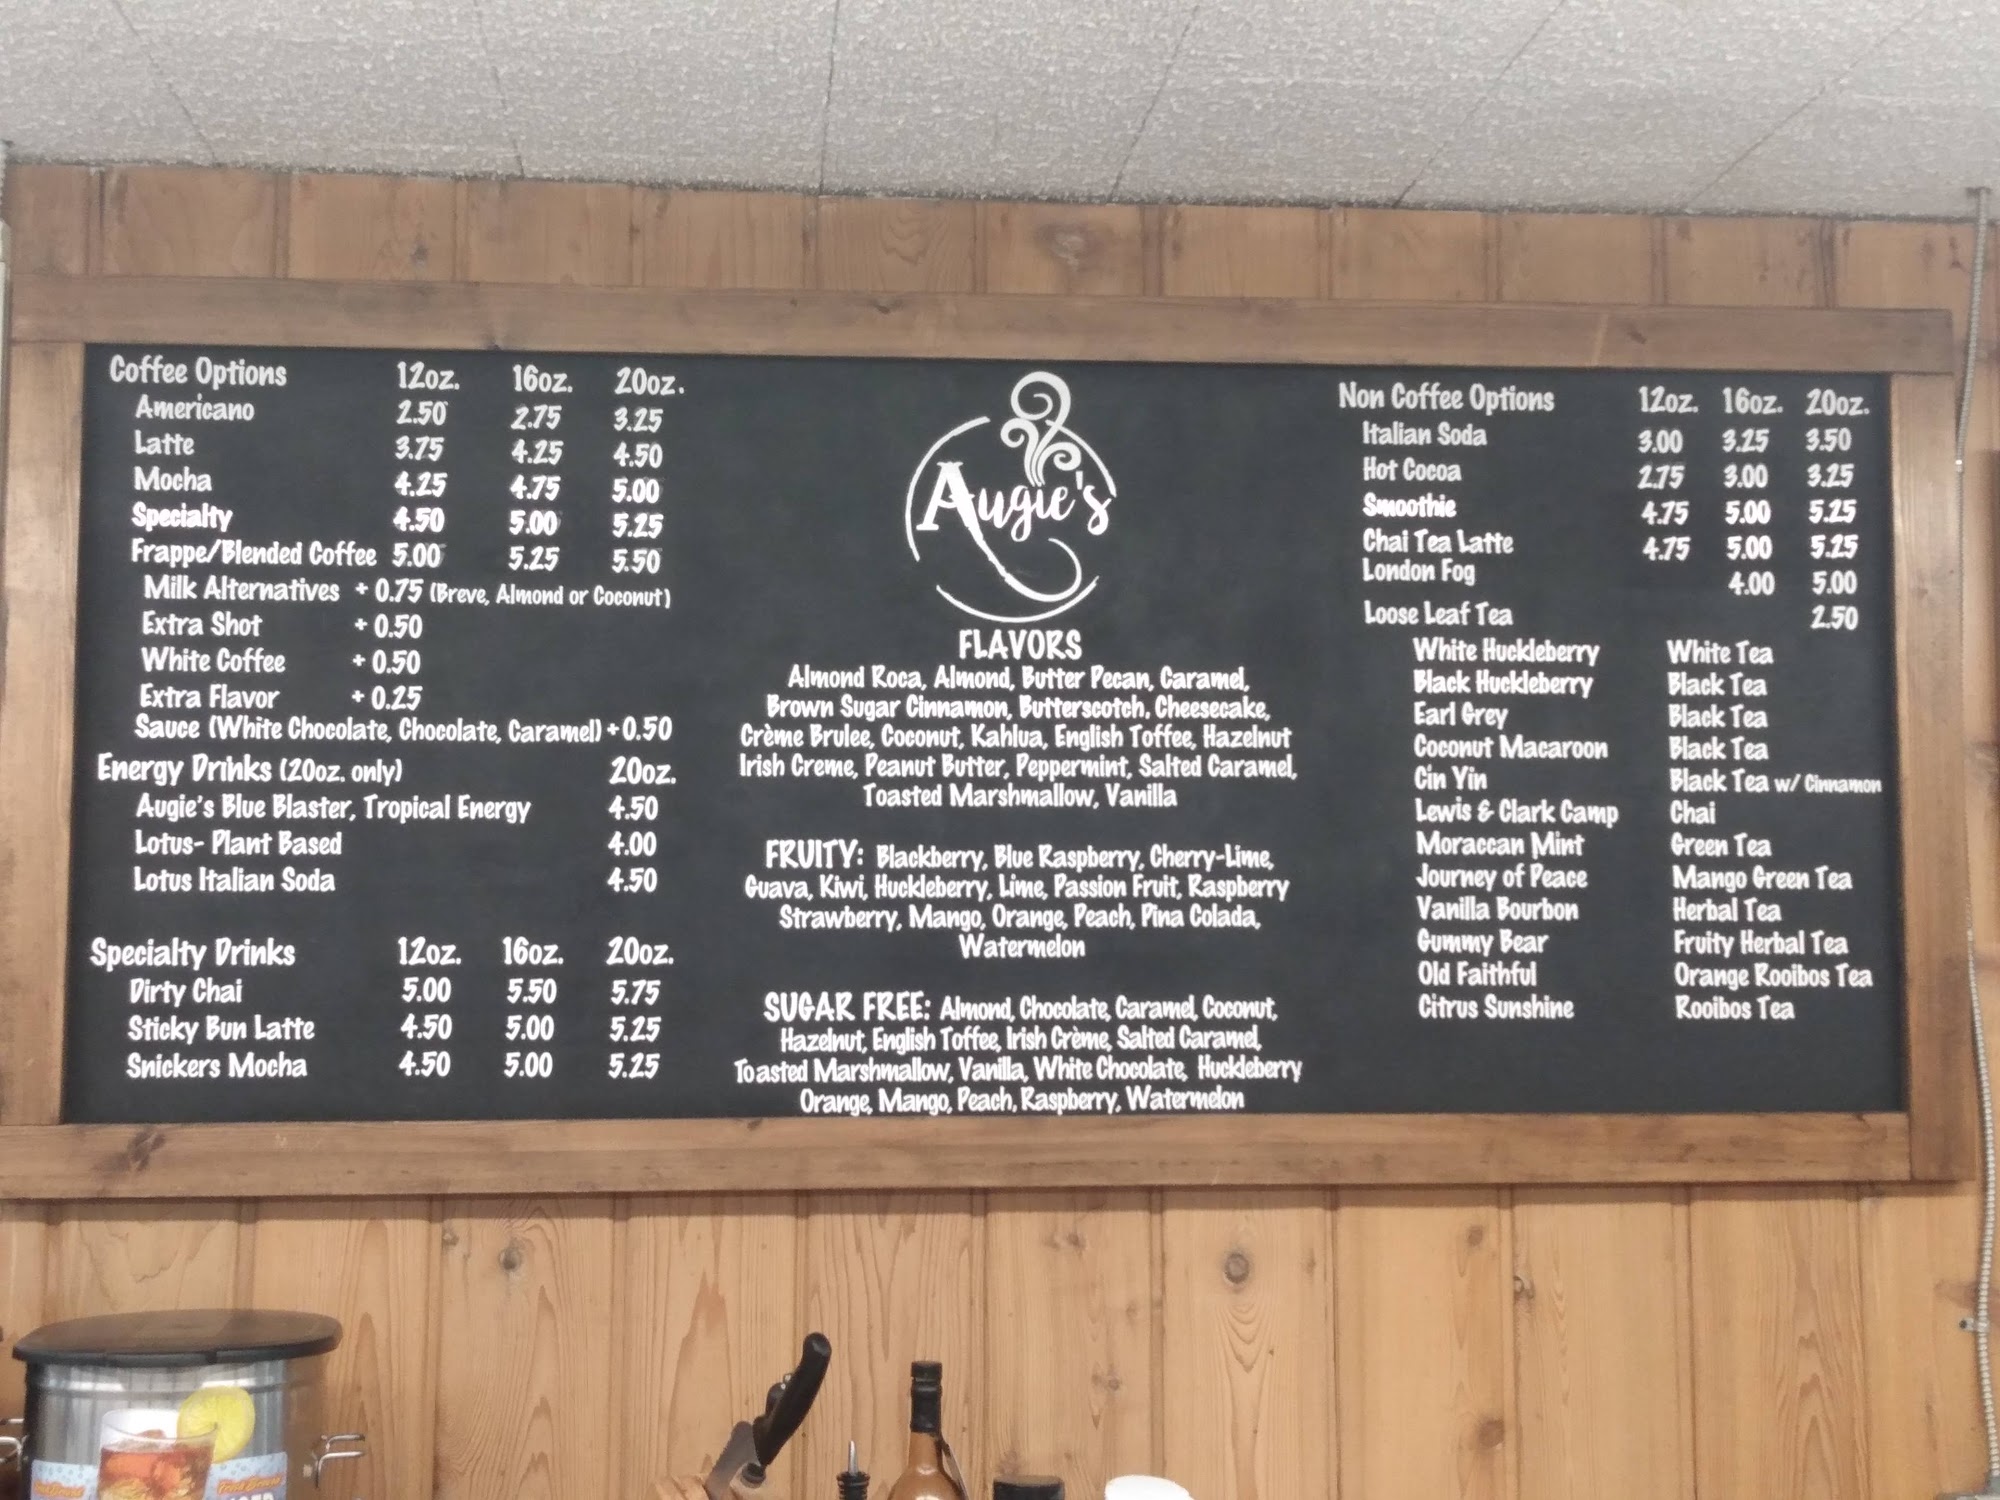 Coffee Options 12oz. 16oz. 20oz.
Americano 2.50 2.75 3.25
Latte 3.75 4.25 4.50
Mocha 4.25 4.75 5.00
Specialty 4.50 5.00 5.25
Frappe/Blended Coffee 5.00 5.25 5.50
Milk Alternatives + 0.75 (Breve, Almond or Coconut)
Extra Shot + 0.50
White Coffee + 0.50
Extra Flavor + 0.25
Sauce (White Chocolate, Chocolate, Caramel) +0.50
Energy Drinks (20oz. only) 20oz.
Augie's Blue Blaster, Tropical Energy 4.50
Lotus- Plant Based 4.00
Lotus Italian Soda 4.50
Specialty Drinks 12oz. 16oz. 20oz.
Dirty Chai 5.00 5.50 5.75
Sticky Bun Latte 4.50 5.00 5.25
Snickers Mocha 4.50 5.00 5.25
Augie's
FLAVORS
Almond Roca, Almond, Butter Pecan, Caramel,
Brown Sugar Cinnamon, Butterscotch, Cheesecake,
Crème Brulee, Coconut, Kahlua, English Toffee, Hazelnut
Irish Creme, Peanut Butter, Peppermint, Salted Caramel,
Toasted Marshmallow, Vanilla
FRUITY: Blackberry, Blue Raspberry, Cherry-Lime,
Guava, Kiwi, Huckleberry, Lime, Passion Fruit, Raspberry
Strawberry, Mango, Orange, Peach, Pina Colada,
Watermelon
SUGAR FREE: Almond, Chocolate, Caramel, Coconut,
Hazelnut, English Toffee, Irish Crème, Salted Caramel,
Toasted Marshmallow, Vanilla, White Chocolate, Huckleberry
Orange, Mango, Peach, Raspberry, Watermelon
Non Coffee Options 12oz. 16oz. 20oz.
Italian Soda 3.00 3.25 3.50
Hot Cocoa 2.75 3.00 3.25
Smoothie 4.75 5.00 5.25
Chai Tea Latte 4.75 5.00 5.25
London Fog 4.00 5.00
Loose Leaf Tea 2.50
White Huckleberry White Tea
Black Huckleberry Black Tea
Earl Grey Black Tea
Coconut Macaroon Black Tea
Cin Yin Black Tea w/ Cinnamon
Lewis & Clark Camp Chai
Moraccan Mint Green Tea
Journey of Peace Mango Green Tea
Vanilla Bourbon Herbal Tea
Gummy Bear Fruity Herbal Tea
Old Faithful Orange Rooibos Tea
Citrus Sunshine Rooibos Tea